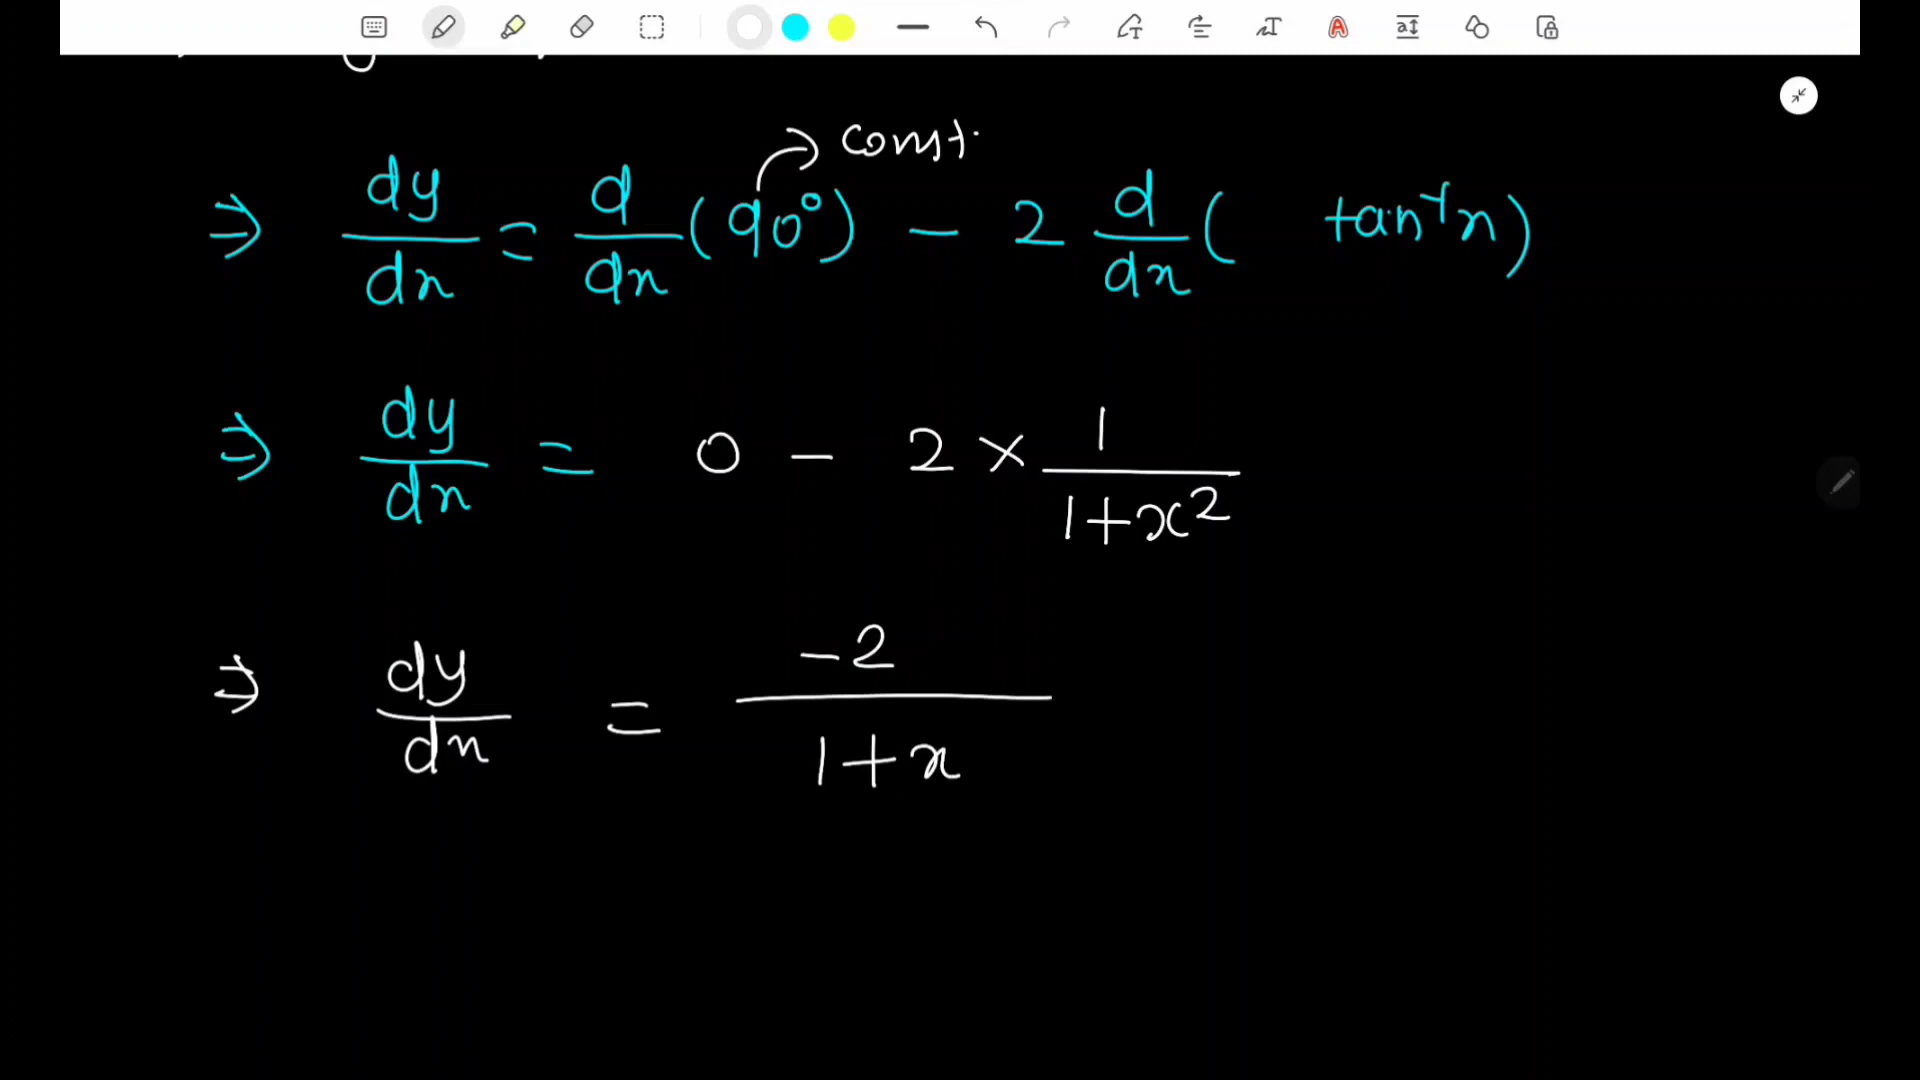 const.
⇒ dy/dx = d/dx (90°) - 2 d/dx ( tan⁻¹x)
⇒ dy/dx = 0 - 2 × 1/1+x²
⇒ dy/dx = -2/1+x